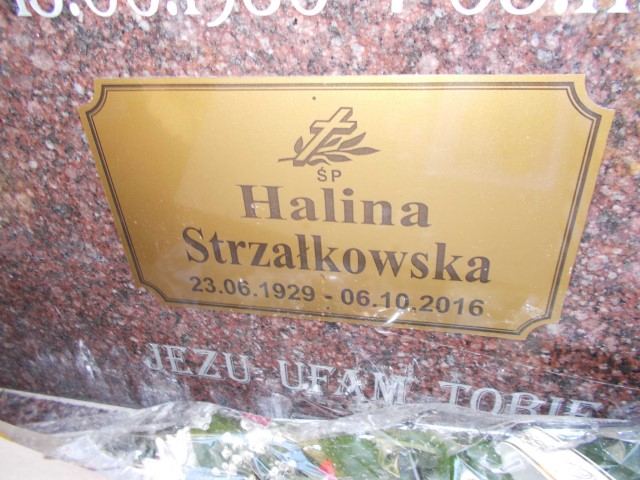 ŚP
Halina
Strzałkowska
23.06.1929 - 06.10.2016
JEZU UFAM TOBIE